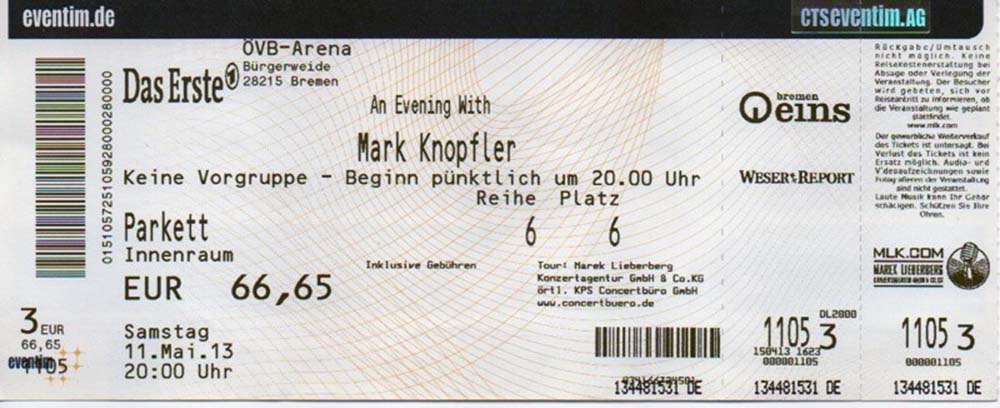 eventim.de
CTSEVENTIM.AG
ÖVB-Arena
Bürgerweide
28215 Bremen
Das Erste
An Evening With
Mark Knopfler
Keine Vorgruppe - Beginn pünktlich um 20.00 Uhr
Reihe Platz
Parkett
6 6
Innenraum
Inklusive Gebühren
EUR 66,65
Tour: Marek Lieberberg
Konzertagentur GmbH & Co.KG
örtl. KPS Concertbüro GmbH
www.concertbuero.de
Samstag
11.Mai.13
20:00 Uhr
3 EUR
66,65
eventim
1105
01510572510592800028000
bremen
eins
WESER REPORT
Rückgabe/Umtausch
nicht möglich. Keine
Reisekostenerstattung bei
Absage oder Verlegung der
Veranstaltung. Der Besucher
wird gebeten, sich vor
Reiseantritt zu informieren, ob
die Veranstaltung wie geplant
stattfindet.
www.mlk.com
Der gewerbliche Weiterverkauf
des Tickets ist untersagt. Bei
Verlust des Tickets ist kein
Ersatz möglich. Audio- und
Videoaufzeichnungen sowie
Fotografieren der Veranstaltung
sind nicht gestattet.
Laute Musik kann Ihr Gehör
schädigen. Schützen Sie Ihre
Ohren.
MLK.COM
MAREK LIEBERBERG
134481531 DE
DL2000
1105 3
150413 1623
000001105
134481531 DE
1105 3
000001105
134481531 DE